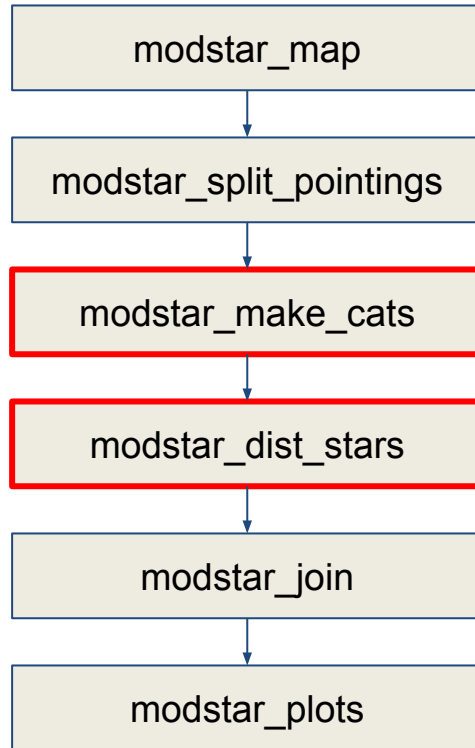 modstar_map
modstar_split_pointings
modstar_make_cats
modstar_dist_stars
modstar_join
modstar_plots